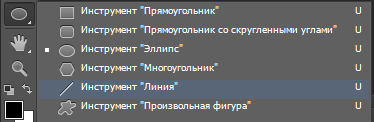 Инструмент "Прямоугольник" U
Инструмент "Прямоугольник со скругленными углами" U
Инструмент "Эллипс" U
Инструмент "Многоугольник" U
Инструмент "Линия" U
Инструмент "Произвольная фигура" U